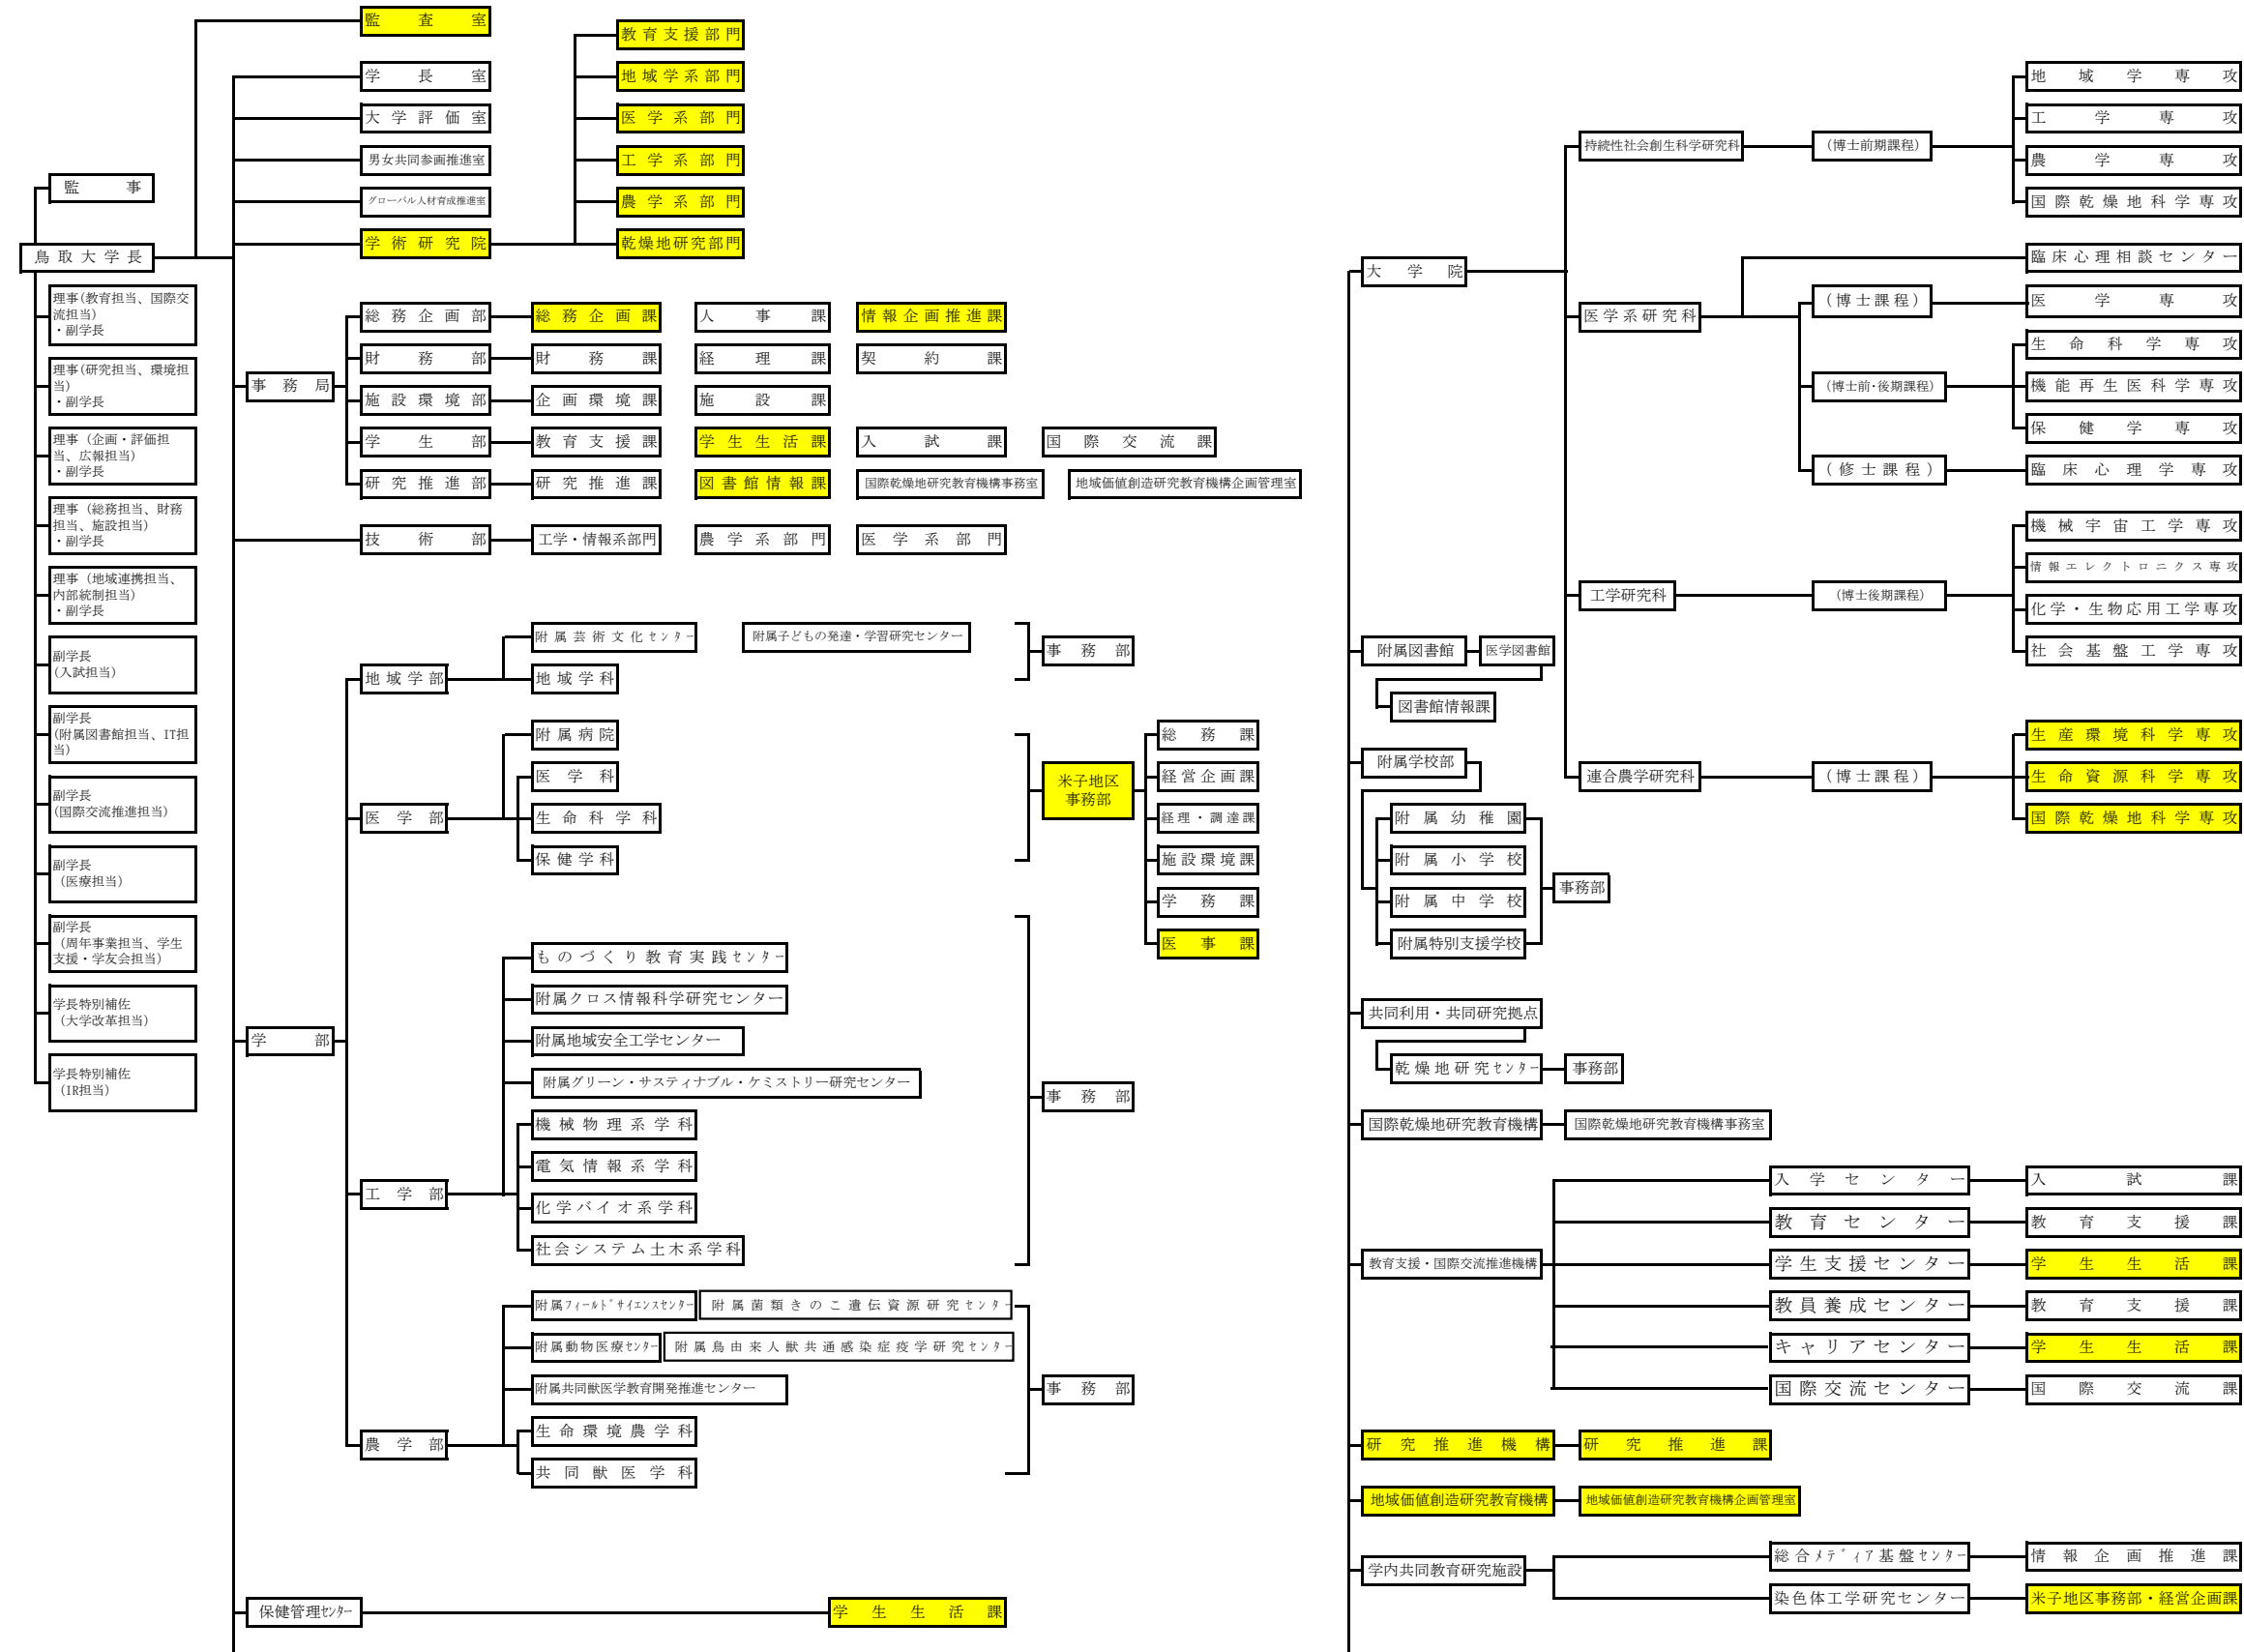 監事
鳥取大学長
理事(教育担当、国際交
流担当)
・副学長
理事(研究担当、環境担
当)
・副学長
理事（企画・評価担
当、広報担当）
・副学長
理事（総務担当、財務
担当、施設担当）
・副学長
理事（地域連携担当、
内部統制担当）
・副学長
副学長
(入試担当）
副学長
(附属図書館担当、IT担
当)
副学長
(国際交流推進担当）
副学長
（医療担当）
副学長
（周年事業担当、学生
支援・学友会担当）
学長特別補佐
（大学改革担当）
学長特別補佐
（IR担当）
監査室
学長室
大学評価室
男女共同参画推進室
グローバル人材育成推進室
学術研究院
教育支援部門
地域学系部門
医学系部門
工学系部門
農学系部門
乾燥地研究部門
事務局
総務企画部
総務企画課
人事課
情報企画推進課
財務部
財務課
経理課
契約課
施設環境部
企画環境課
施設課
学生部
教育支援課
学生生活課
入試課
国際交流課
研究推進部
研究推進課
図書館情報課
国際乾燥地研究教育機構事務室
地域価値創造研究教育機構企画管理室
技術部
工学・情報系部門
農学系部門
医学系部門
学部
地域学部
附属芸術文化センター
附属子どもの発達・学習研究センター
地域学科
事務部
医学部
附属病院
医学科
生命科学科
保健学科
米子地区
事務部
総務課
経営企画課
経理・調達課
施設環境課
学務課
医事課
工学部
ものづくり教育実践センター
附属クロス情報科学研究センター
附属地域安全工学センター
附属グリーン・サスティナブル・ケミストリー研究センター
機械物理系学科
電気情報系学科
化学バイオ系学科
社会システム土木系学科
事務部
農学部
附属フィールドサイエンスセンター
附属菌類きのこ遺伝資源研究センター
附属動物医療センター
附属鳥由来人獣共通感染症疫学研究センター
附属共同獣医学教育開発推進センター
生命環境農学科
共同獣医学科
事務部
保健管理センター
学生生活課
大学院
持続性社会創生科学研究科
（博士前期課程）
地域学専攻
工学専攻
農学専攻
国際乾燥地科学専攻
医学系研究科
臨床心理相談センター
（博士課程）
医学専攻
（博士前・後期課程）
生命科学専攻
機能再生医科学専攻
保健学専攻
（修士課程）
臨床心理学専攻
工学研究科
（博士後期課程）
機械宇宙工学専攻
情報エレクトロニクス専攻
化学・生物応用工学専攻
社会基盤工学専攻
連合農学研究科
（博士課程）
生産環境科学専攻
生命資源科学専攻
国際乾燥地科学専攻
附属図書館
医学図書館
図書館情報課
附属学校部
附属幼稚園
附属小学校
附属中学校
附属特別支援学校
事務部
共同利用・共同研究拠点
乾燥地研究センター
事務部
国際乾燥地研究教育機構
国際乾燥地研究教育機構事務室
教育支援・国際交流推進機構
入学センター
入試課
教育センター
教育支援課
学生支援センター
学生生活課
教員養成センター
教育支援課
キャリアセンター
学生生活課
国際交流センター
国際交流課
研究推進機構
研究推進課
地域価値創造研究教育機構
地域価値創造研究教育機構企画管理室
学内共同教育研究施設
総合メディア基盤センター
情報企画推進課
染色体工学研究センター
米子地区事務部・経営企画課